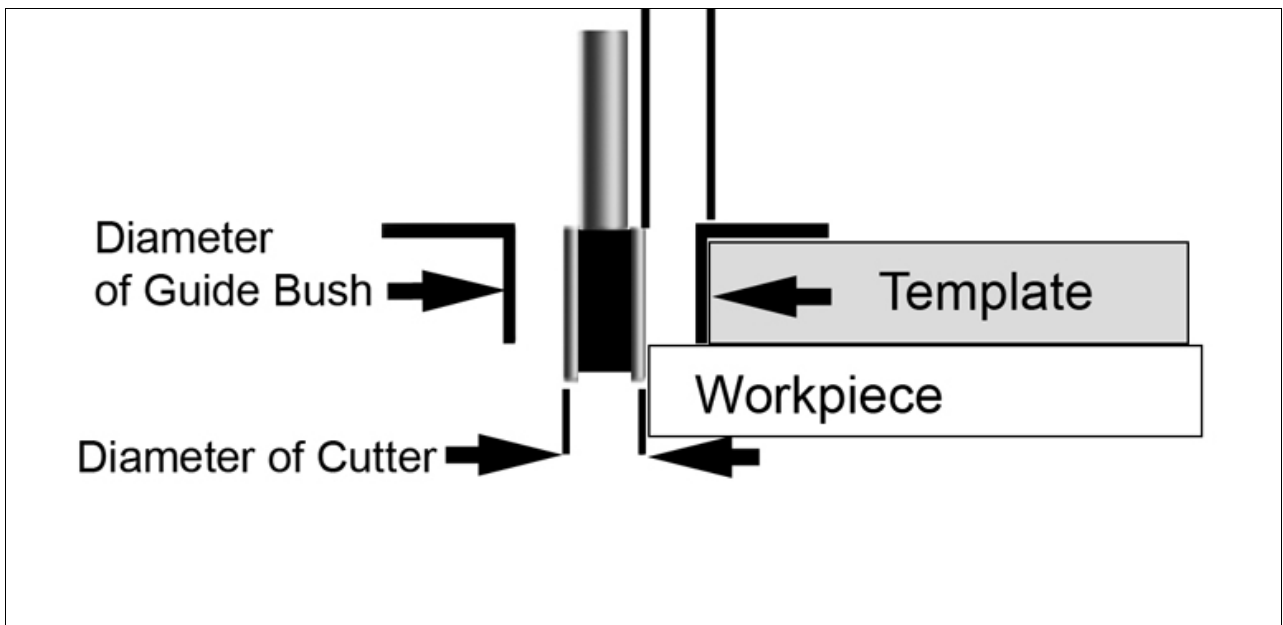 Diameter
of Guide Bush
Template
Workpiece
Diameter of Cutter